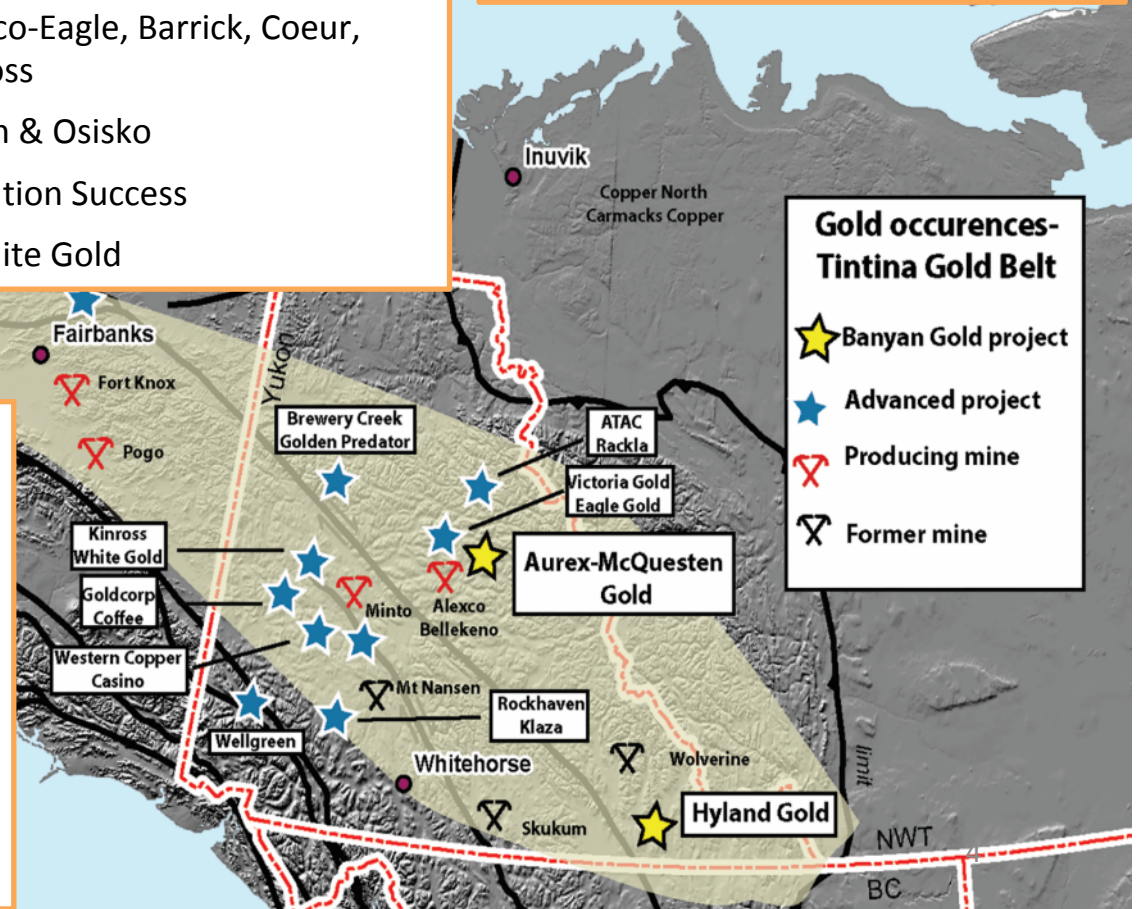 co-Eagle, Barrick, Coeur,
oss
n & Osisko
tion Success
ite Gold
Inuvik
Copper North
Carmacks Copper
Gold occurences-
Tintina Gold Belt
Banyan Gold project
Advanced project
Producing mine
Former mine
Fairbanks
Fort Knox
Pogo
Yukon
Brewery Creek
Golden Predator
ATAC
Rackla
Victoria Gold
Eagle Gold
Kinross
White Gold
Goldcorp
Coffee
Western Copper
Casino
Minto
Alexco
Bellekeno
Aurex-McQuesten
Gold
Mt Nansen
Rockhaven
Klaza
Wellgreen
Whitehorse
Wolverine
Skukum
Hyland Gold
limit
NWT
4
BC